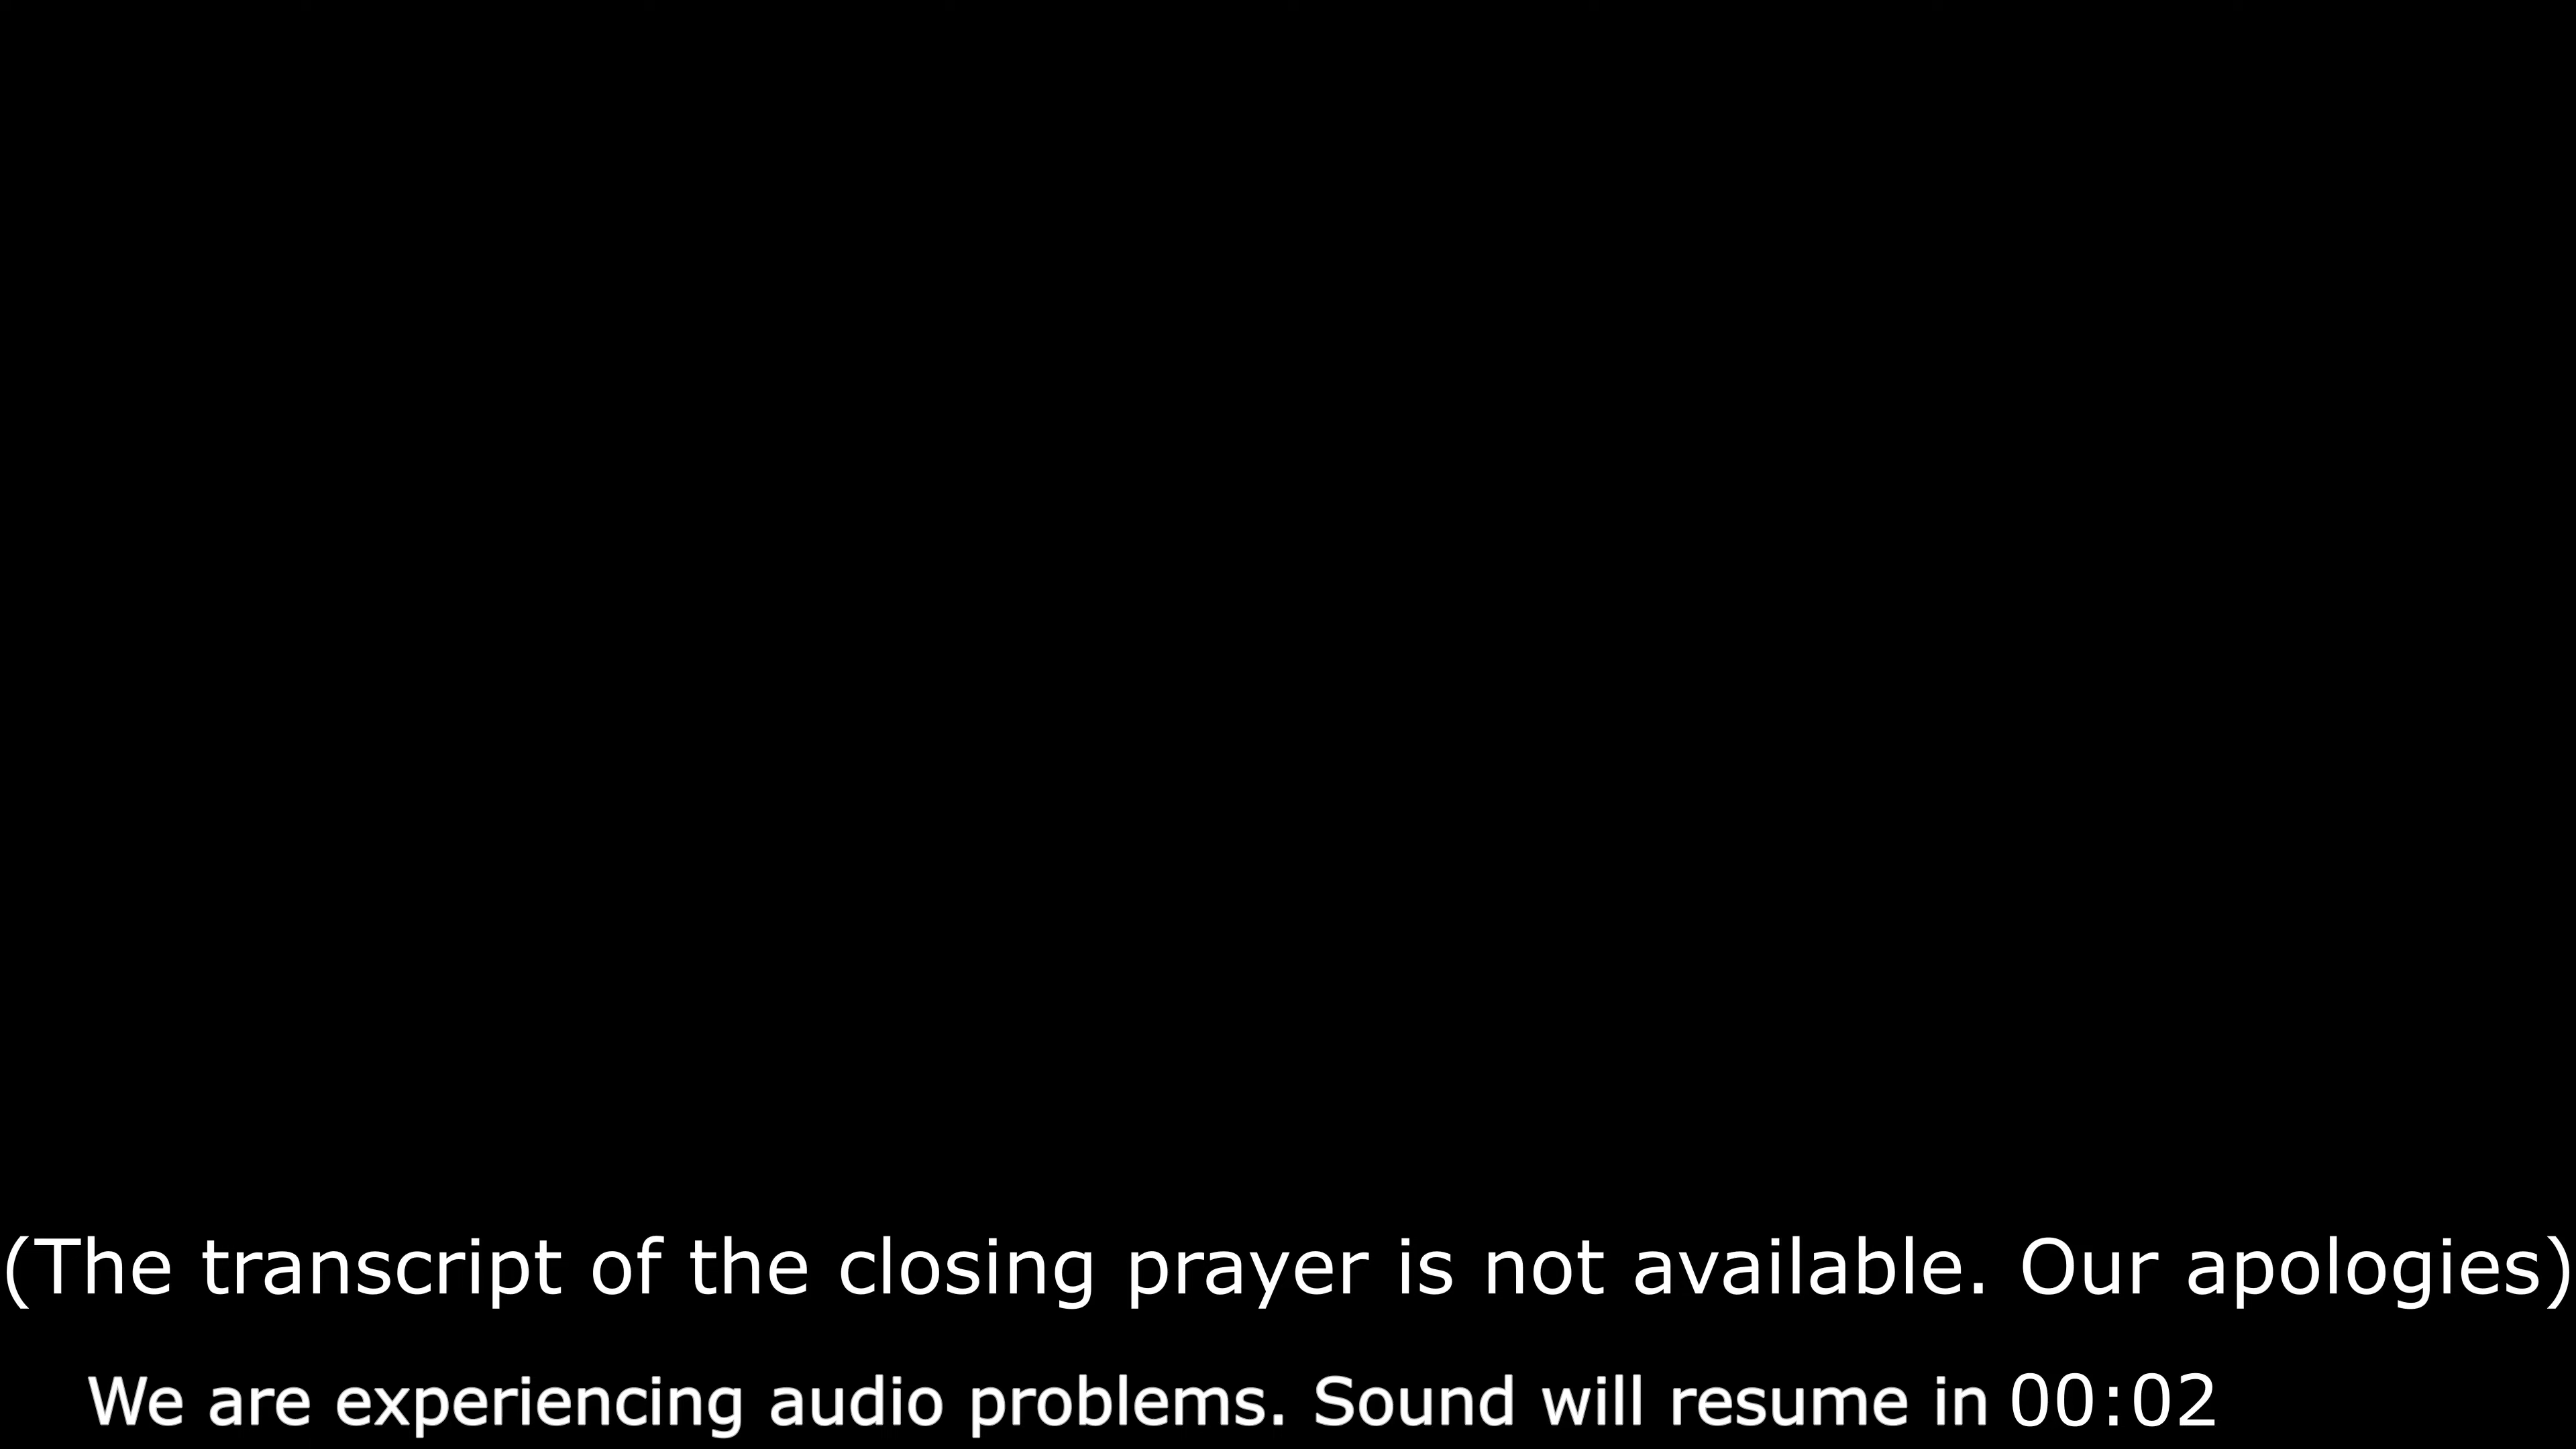 (The transcript of the closing prayer is not available. Our apologies)
We are experiencing audio problems. Sound will resume in 00:02